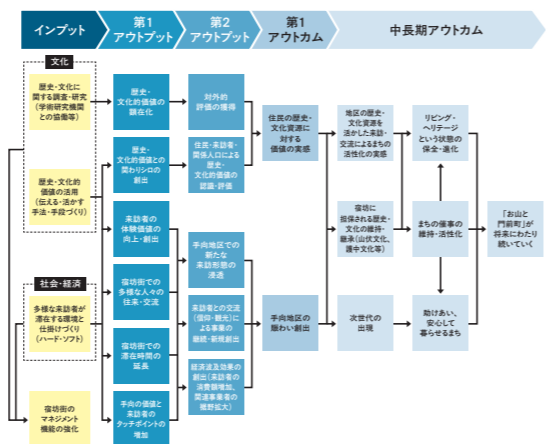 インプット
第1
アウトプット
第2
アウトプット
第1
アウトカム
中長期アウトカム
文化
歴史・文化に
関する調査・研究
(学術研究機関
との協働等)
歴史・文化的
価値の活用
(伝える・活かす
手法・手段づくり)
社会・経済
多様な来訪者が
滞在する環境と
仕掛けづくり
(ハード・ソフト)
宿坊街の
マネジメント
機能の強化
歴史・
文化的価値の
顕在化
歴史・
文化的価値との
関わりシロの
創出
来訪者の
体験価値の
向上・創出
宿坊街での
多様な人々の
往来・交流
宿坊街での
滞在時間の
延長
手向の価値と
来訪者の
タッチポイントの
増加
対外的
評価の獲得
住民・来訪者・
関係人口による
歴史・
文化的価値の
認識・評価
手向地区での
新たな
来訪形態の
浸透
来訪者との交流
(信仰・観光)に
よる事業の
継続・新規創出
経済波及効果の
創出(来訪者の
消費額増加、
関連事業者の
裾野拡大)
住民の歴史・
文化資源に
対する
価値の実感
手向地区の
賑わい創出
地区の歴史・
文化資源を
活かした来訪・
交流によるまちの
活性化の実感
宿坊に
担保される歴史・
文化の維持・
継承(山伏文化、
講中文化等)
次世代の
出現
リビング・
ヘリテージ
という状態の
保全・進化
まちの催事の
維持・活性化
助けあい、
安心して
暮らせるまち
「お山と
門前町」が
将来にわたり
続いていく